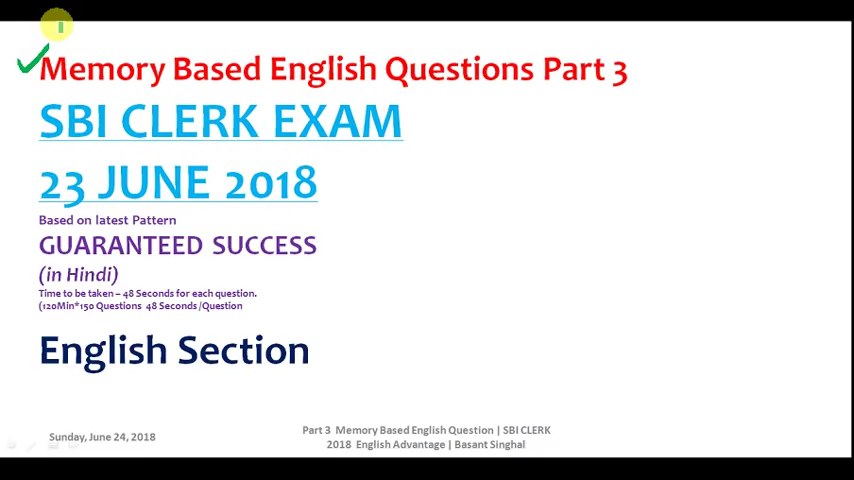 Memory Based English Questions Part 3
SBI CLERK EXAM
23 JUNE 2018
Based on latest Pattern
GUARANTEED SUCCESS
(in Hindi)
Time to be taken – 48 Seconds for each question.
(120Min*150 Questions 48 Seconds /Question
English Section
Sunday, June 24, 2018
Part 3 Memory Based English Question | SBI CLERK
2018 English Advantage | Basant Singhal